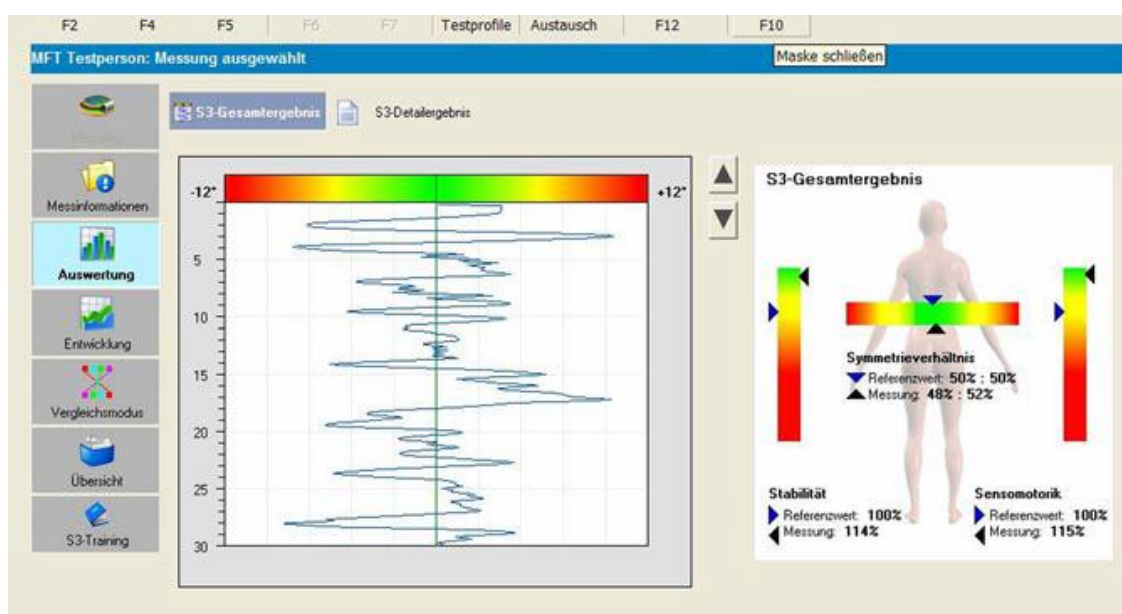 F2 F4 F5 F6 F7 Testprofile Austausch F12 F10
MFT Testperson: Messung ausgewählt
Maske schließen
S3-Gesamtergebnis
S3-Detailergebnis
Messinformationen
Auswertung
Entwicklung
Vergleichsmodus
Übersicht
S3-Training
-12°
+12°
5
10
15
20
25
30
S3-Gesamtergebnis
Symmetrieverhältnis
Referenzwert: 50% : 50%
Messung: 48% : 52%
Stabilität
Referenzwert: 100%
Messung: 114%
Sensomotorik
Referenzwert: 100%
Messung: 115%